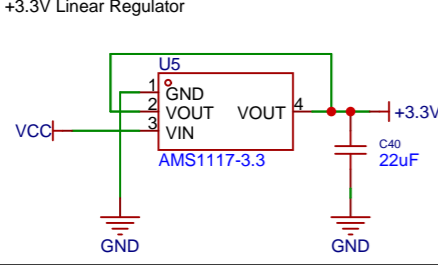 +3.3V Linear Regulator
U5
1
GND
2
VOUT
VOUT
4
+3.3V
3
VIN
VCC
C40
22uF
AMS1117-3.3
GND
GND